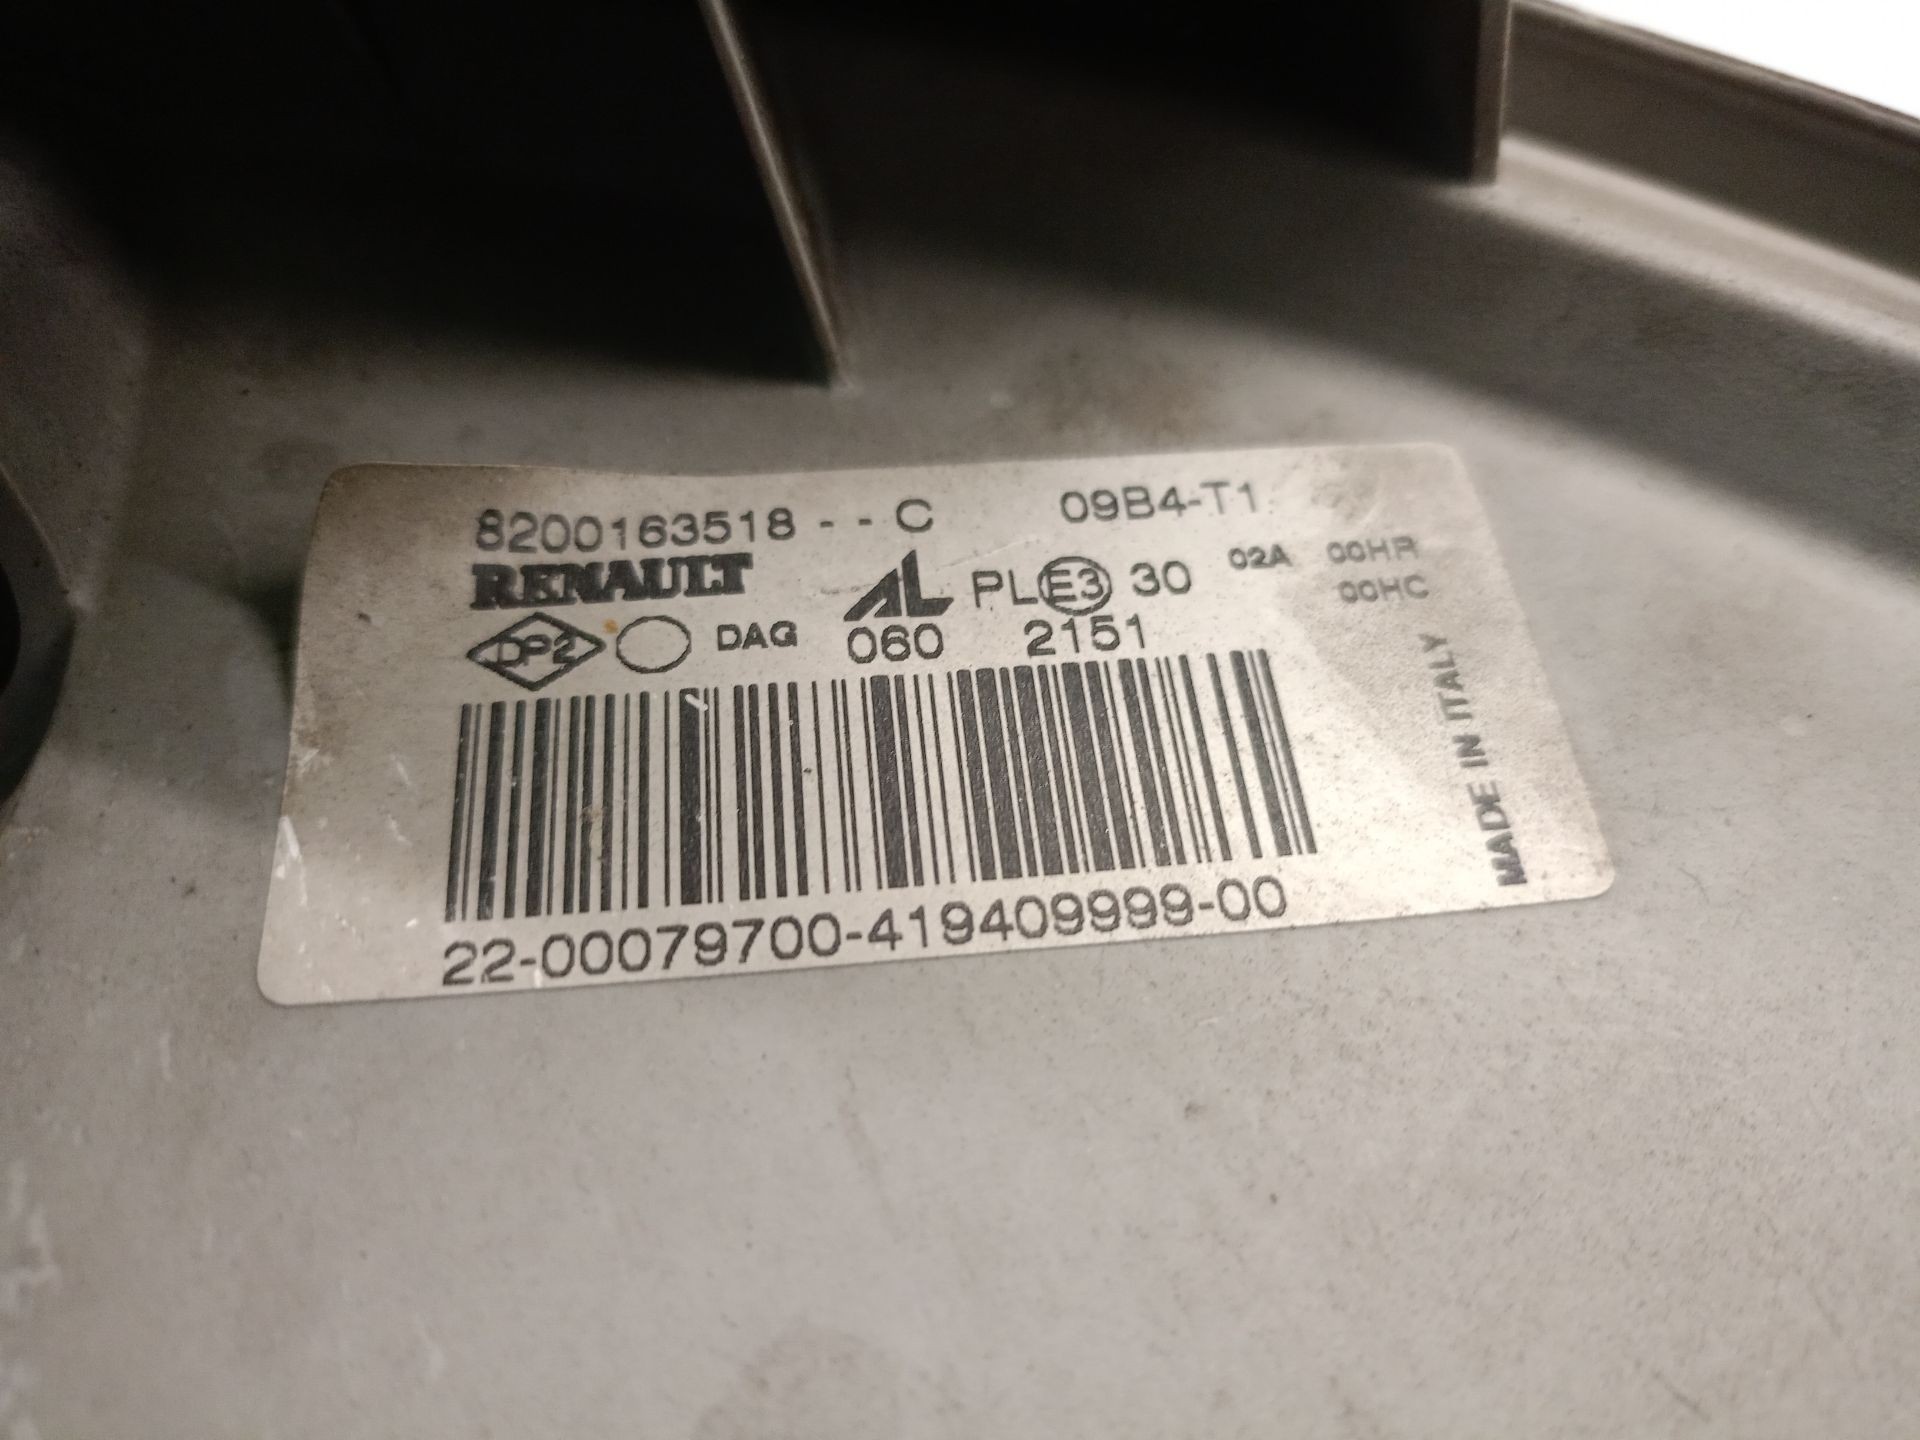 8200163518 - - C 09B4-T1
RENAULT AL PL E3 30 02A 00HR
00HC
DP2 DAG 060 2151
MADE IN ITALY
22-00079700-419409999-00